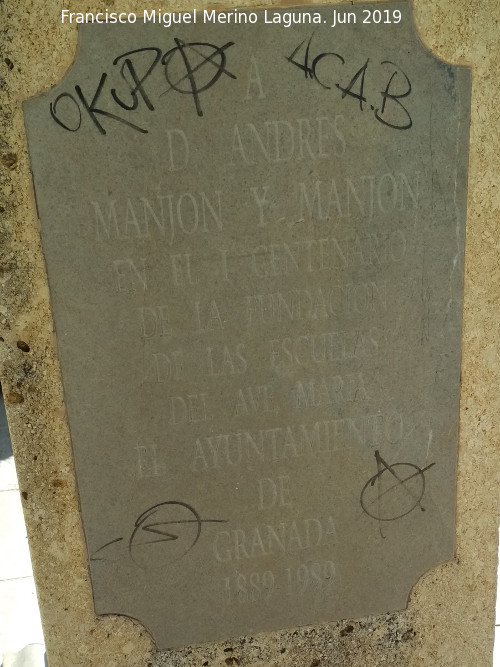 Francisco Miguel Merino Laguna. Jun 2019
OKUPA ACA.B
A
D. ANDRES
MANJON Y MANJON
EN EL I CENTENARIO
DE LA FUNDACION
DE LAS ESCUELAS
DEL AVE MARIA
EL AYUNTAMIENTO
DE
GRANADA
1889-1989